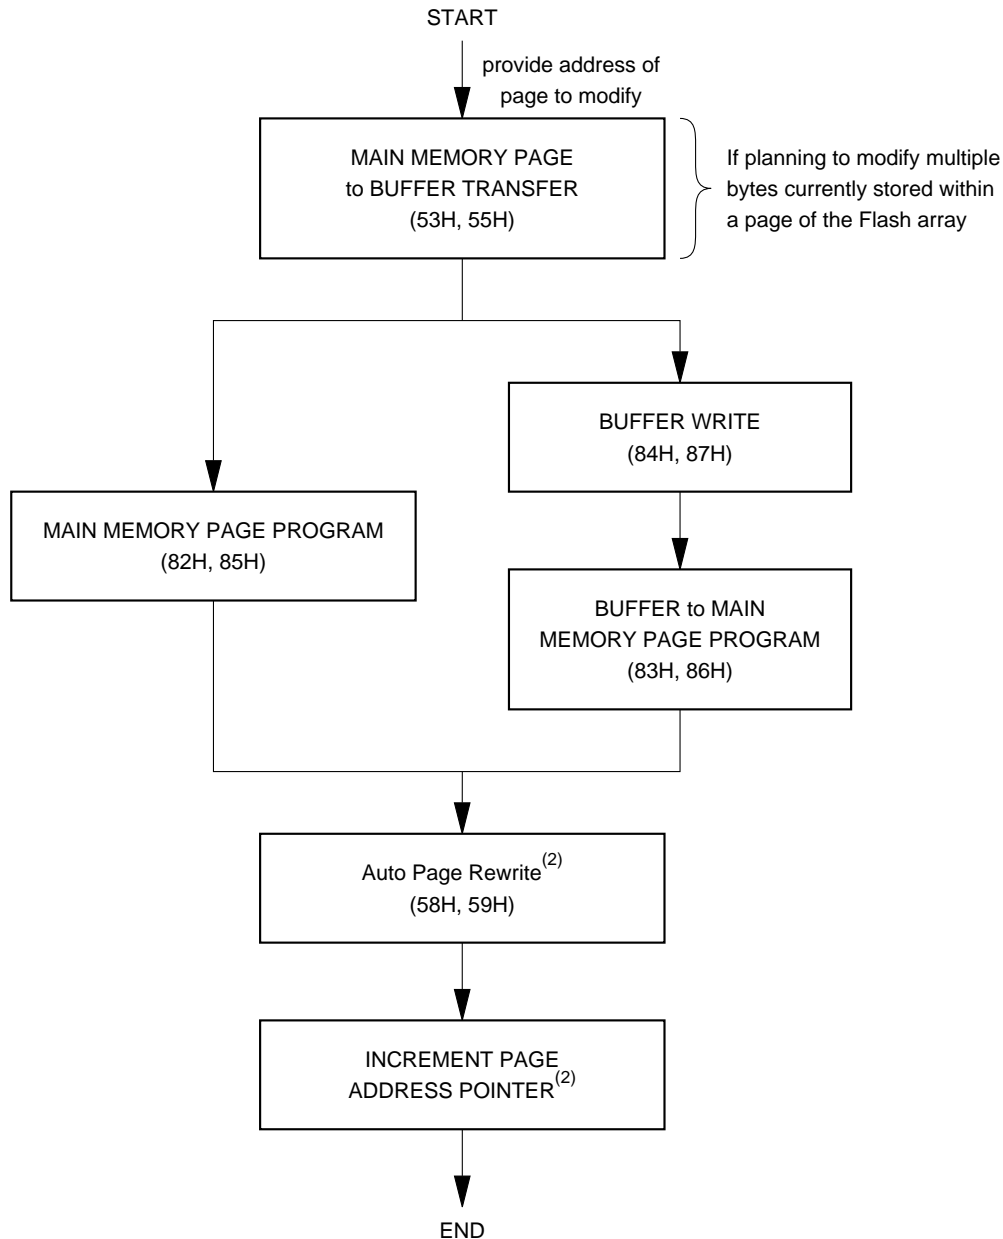 START
provide address of
page to modify
MAIN MEMORY PAGE
to BUFFER TRANSFER
(53H, 55H)
If planning to modify multiple
bytes currently stored within
a page of the Flash array
BUFFER WRITE
(84H, 87H)
MAIN MEMORY PAGE PROGRAM
(82H, 85H)
BUFFER to MAIN
MEMORY PAGE PROGRAM
(83H, 86H)
Auto Page Rewrite(2)
(58H, 59H)
INCREMENT PAGE
ADDRESS POINTER(2)
END